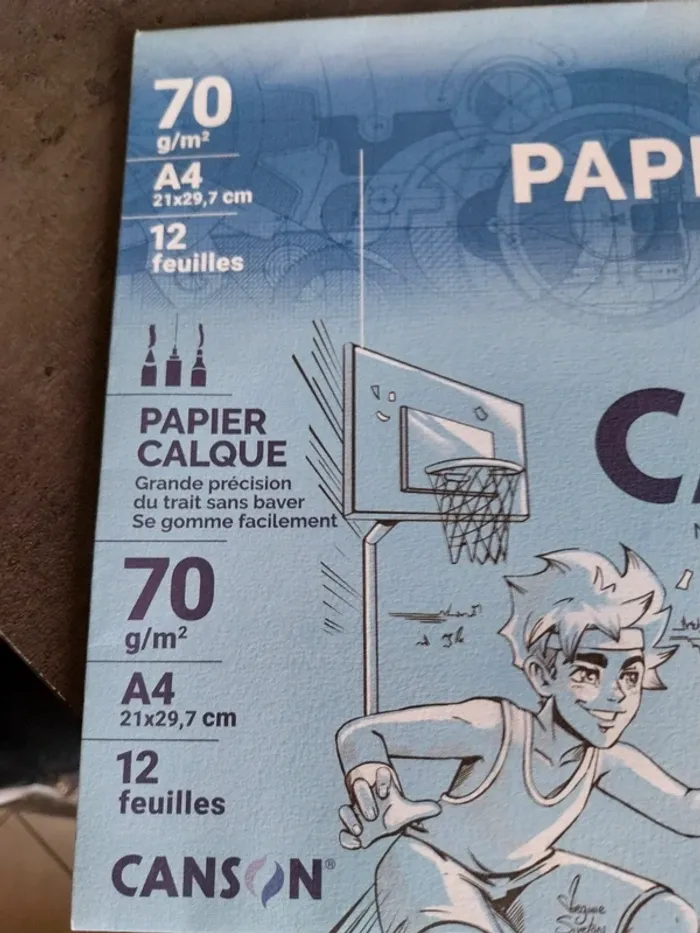 70
g/m²
A4
21x29,7 cm
12
feuilles
PAPIER
CALQUE
Grande précision
du trait sans baver
Se gomme facilement
70
g/m²
A4
21x29,7 cm
12
feuilles
CANSON®